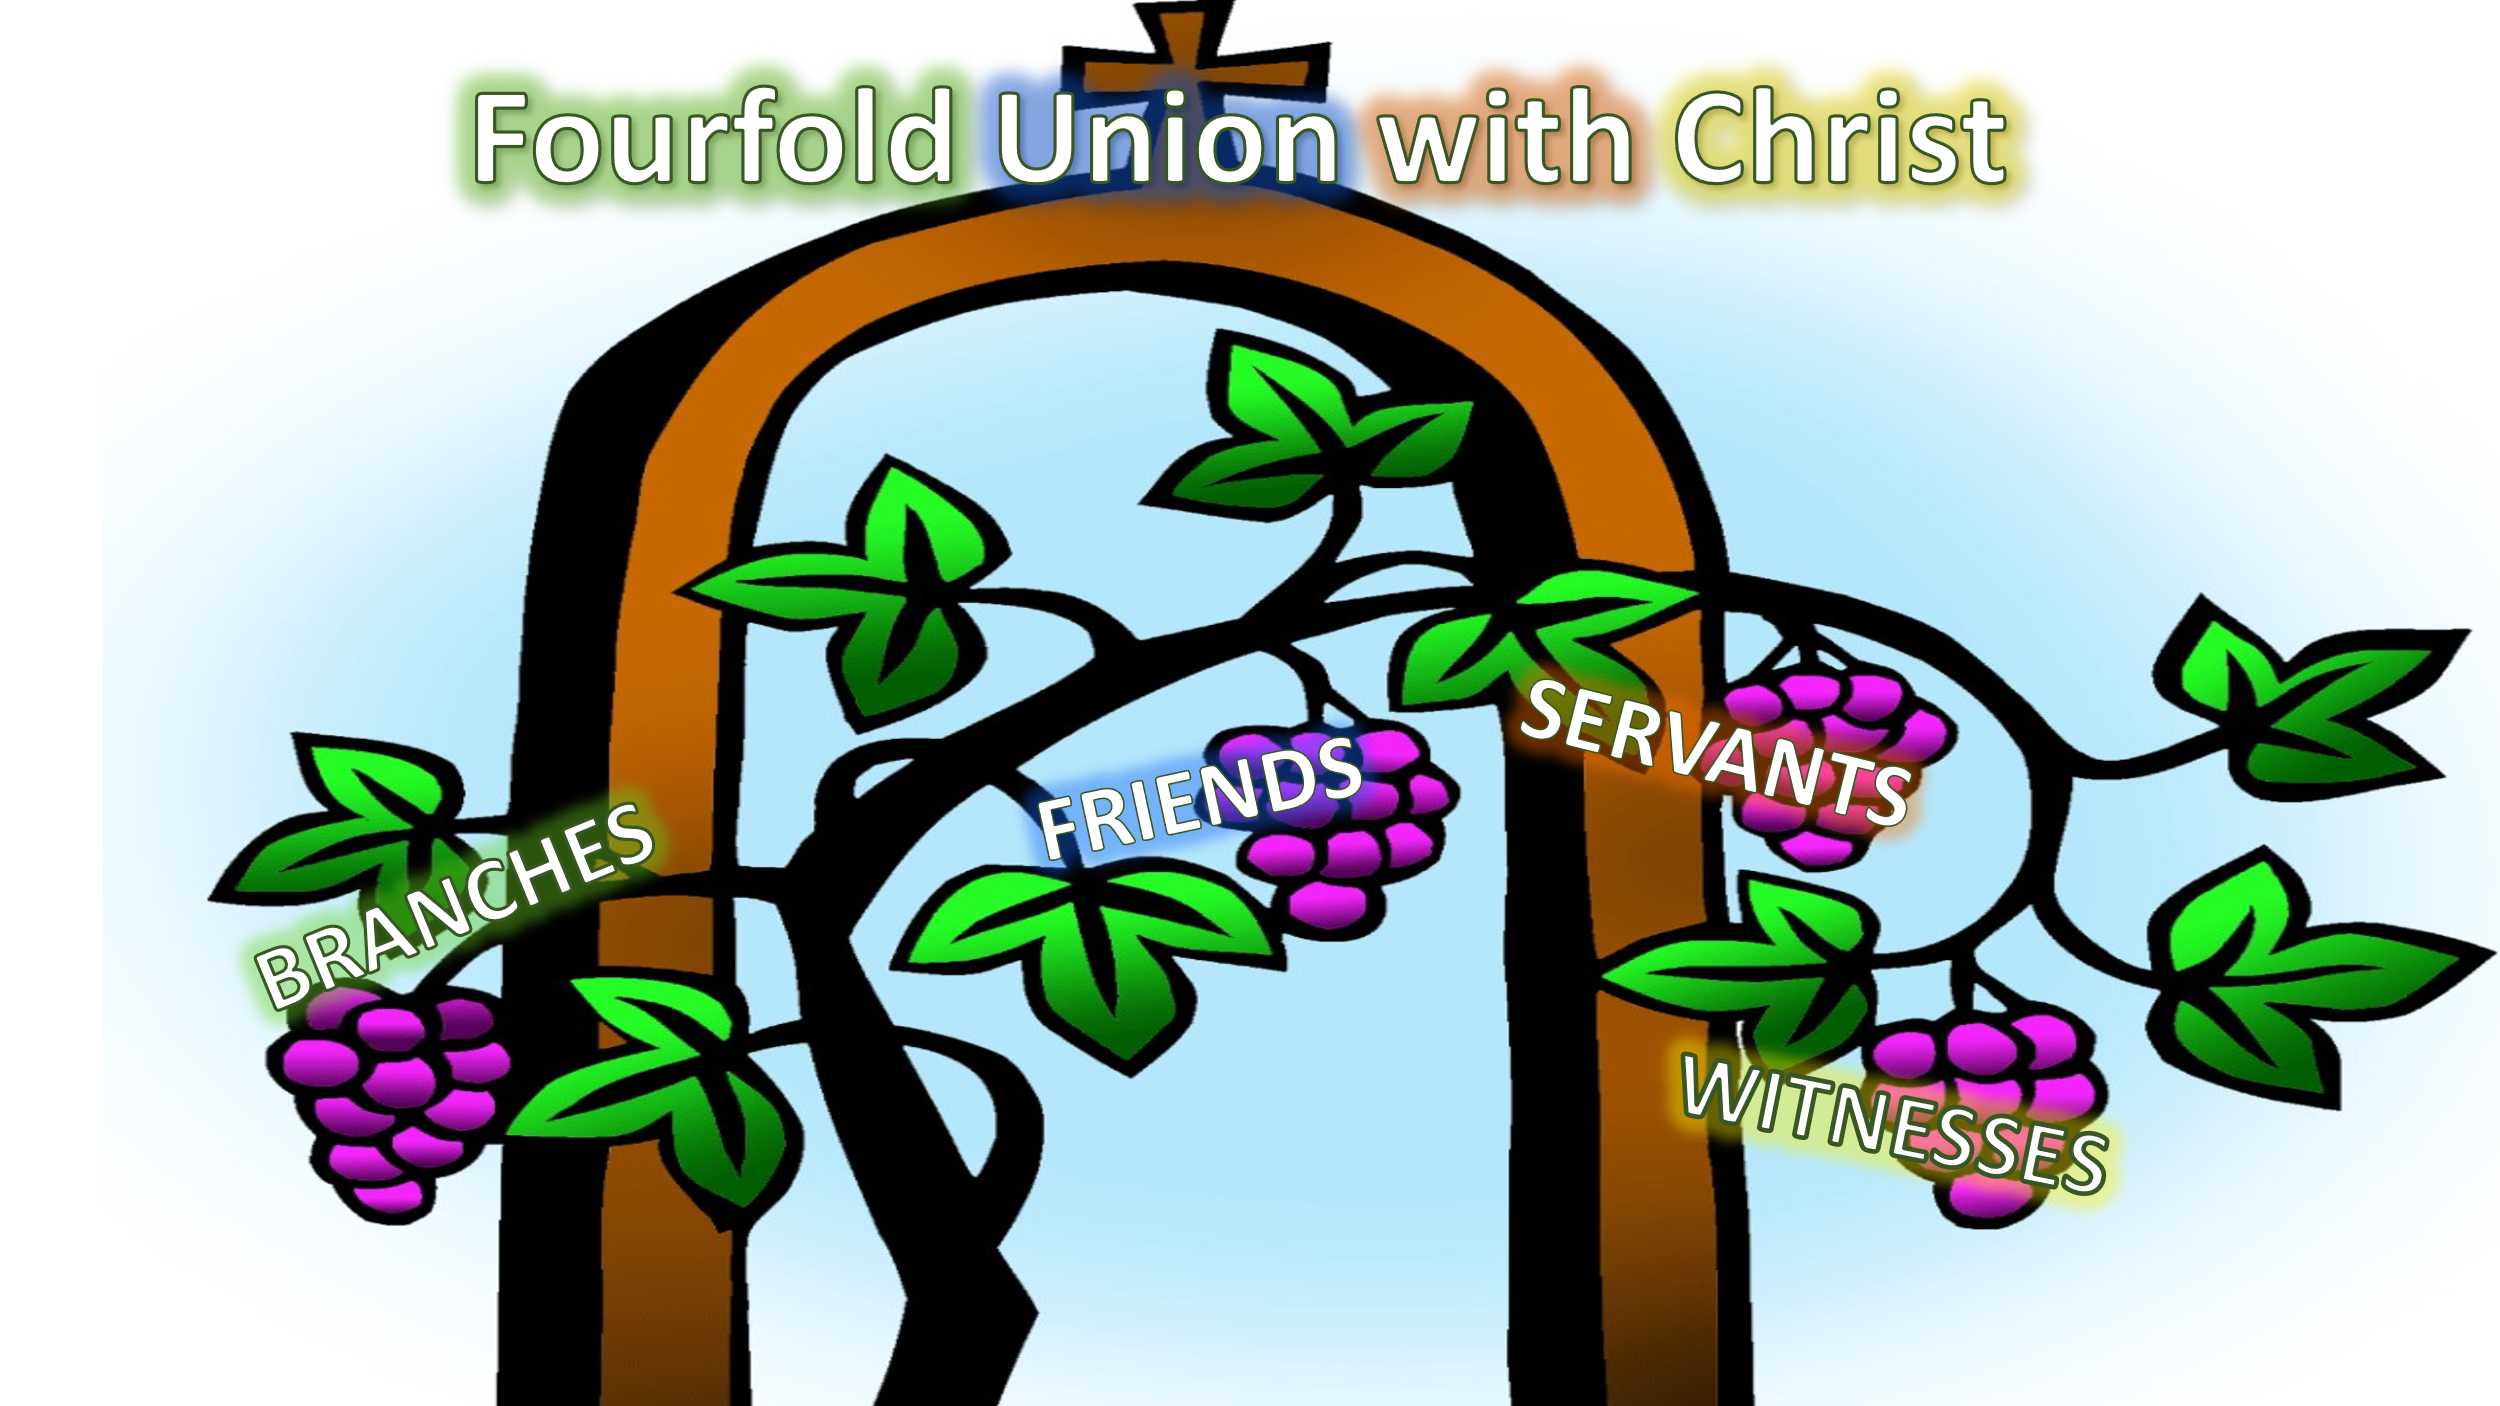 Fourfold Union with Christ
BRANCHES
FRIENDS
SERVANTS
WITNESSES